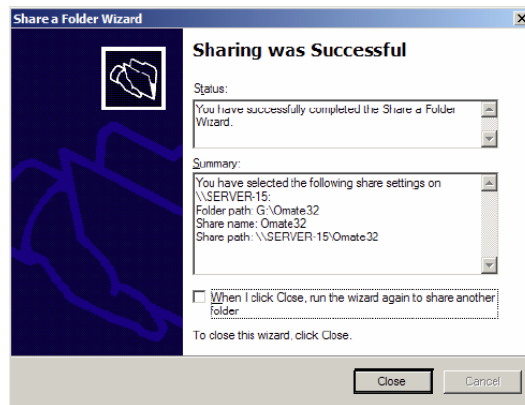 Share a Folder Wizard
Sharing was Successful
Status:
You have successfully completed the Share a Folder
Wizard.
Summary:
You have selected the following share settings on
\\SERVER-15:
Folder path: G:\Omate32
Share name: Omate32
Share path: \\SERVER-15\Omate32
When I click Close, run the wizard again to share another
folder
To close this wizard, click Close.
Close Cancel